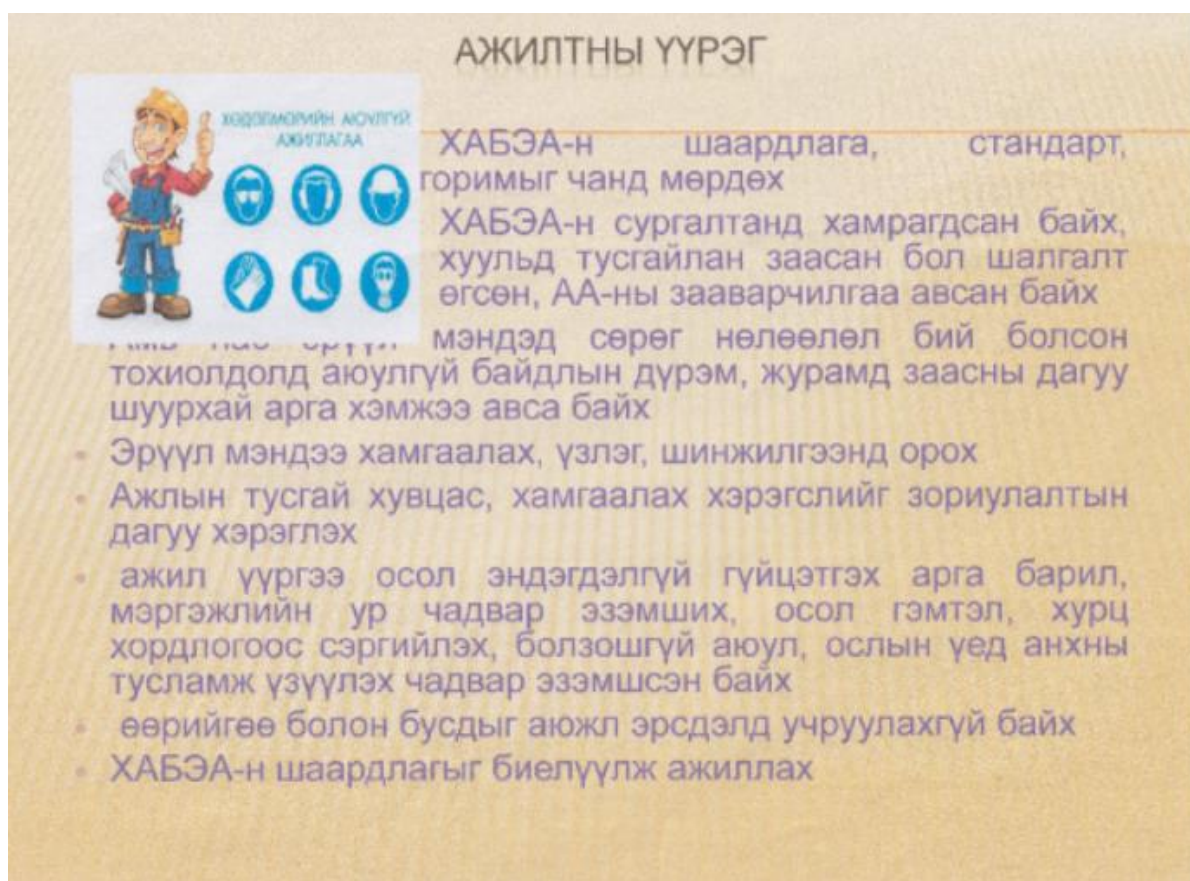 АЖИЛТНЫ ҮҮРЭГ
ХӨДӨЛМӨРИЙН АЮУЛГҮЙ
АЖИЛЛАГАА
ХАБЭА-н шаардлага, стандарт,
горимыг чанд мөрдөх
ХАБЭА-н сургалтанд хамрагдсан байх,
хуульд тусгайлан заасан бол шалгалт
өгсөн, АА-ны зааварчилгаа авсан байх
мэндэд сөрөг нөлөөлөл бий болсон
тохиолдолд аюулгүй байдлын дүрэм, журамд заасны дагуу
шуурхай арга хэмжээ авса байх
• Эрүүл мэндээ хамгаалах, үзлэг, шинжилгээнд орох
• Ажлын тусгай хувцас, хамгаалах хэрэгслийг зориулалтын
дагуу хэрэглэх
• ажил үүргээ осол эндэгдэлгүй гүйцэтгэх арга барил,
мэргэжлийн ур чадвар эзэмших, осол гэмтэл, хурц
хордлогоос сэргийлэх, болзошгүй аюул, ослын үед анхны
тусламж үзүүлэх чадвар эзэмшсэн байх
• өөрийгөө болон бусдыг аюжл эрсдэлд учруулахгүй байх
• ХАБЭА-н шаардлагыг биелүүлж ажиллах